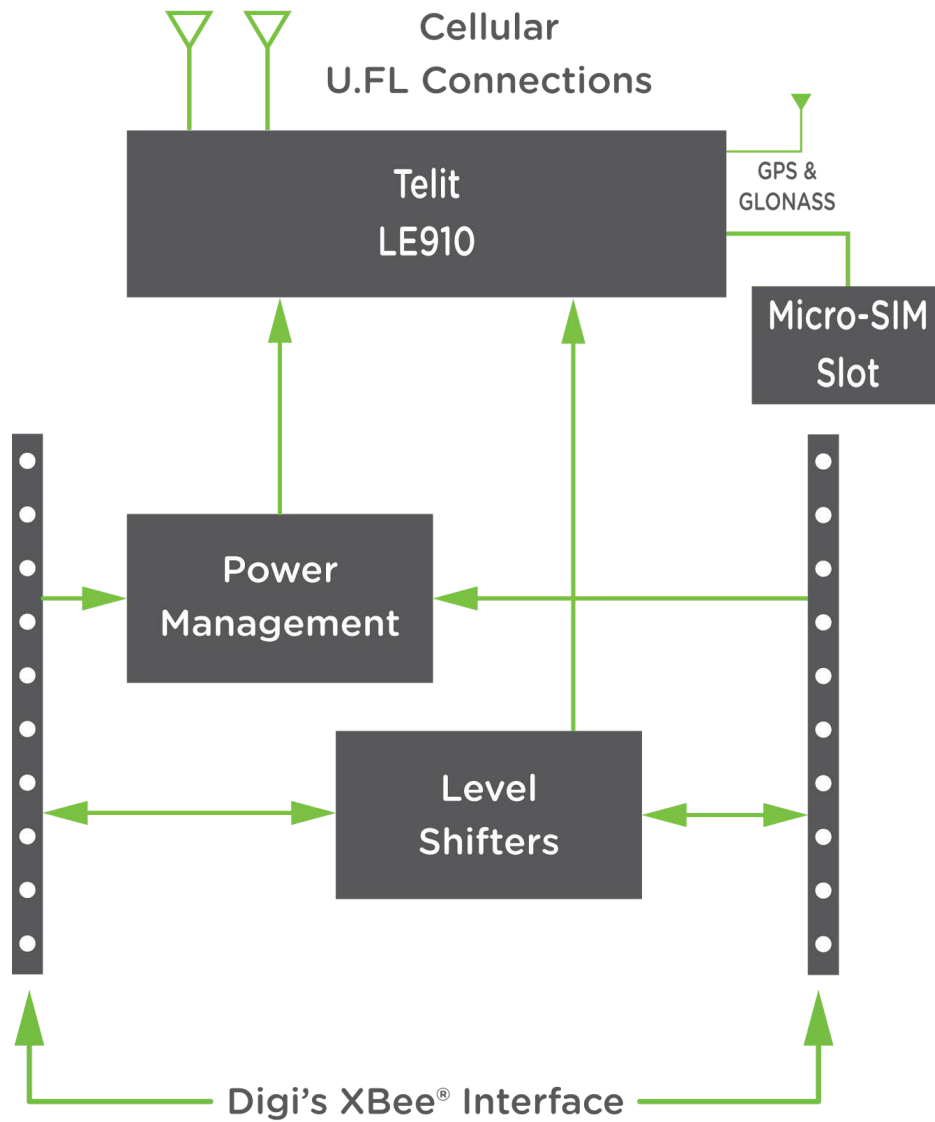 Cellular
U.FL Connections
Telit
LE910
GPS &
GLONASS
Micro-SIM
Slot
Power
Management
Level
Shifters
Digi's XBee® Interface